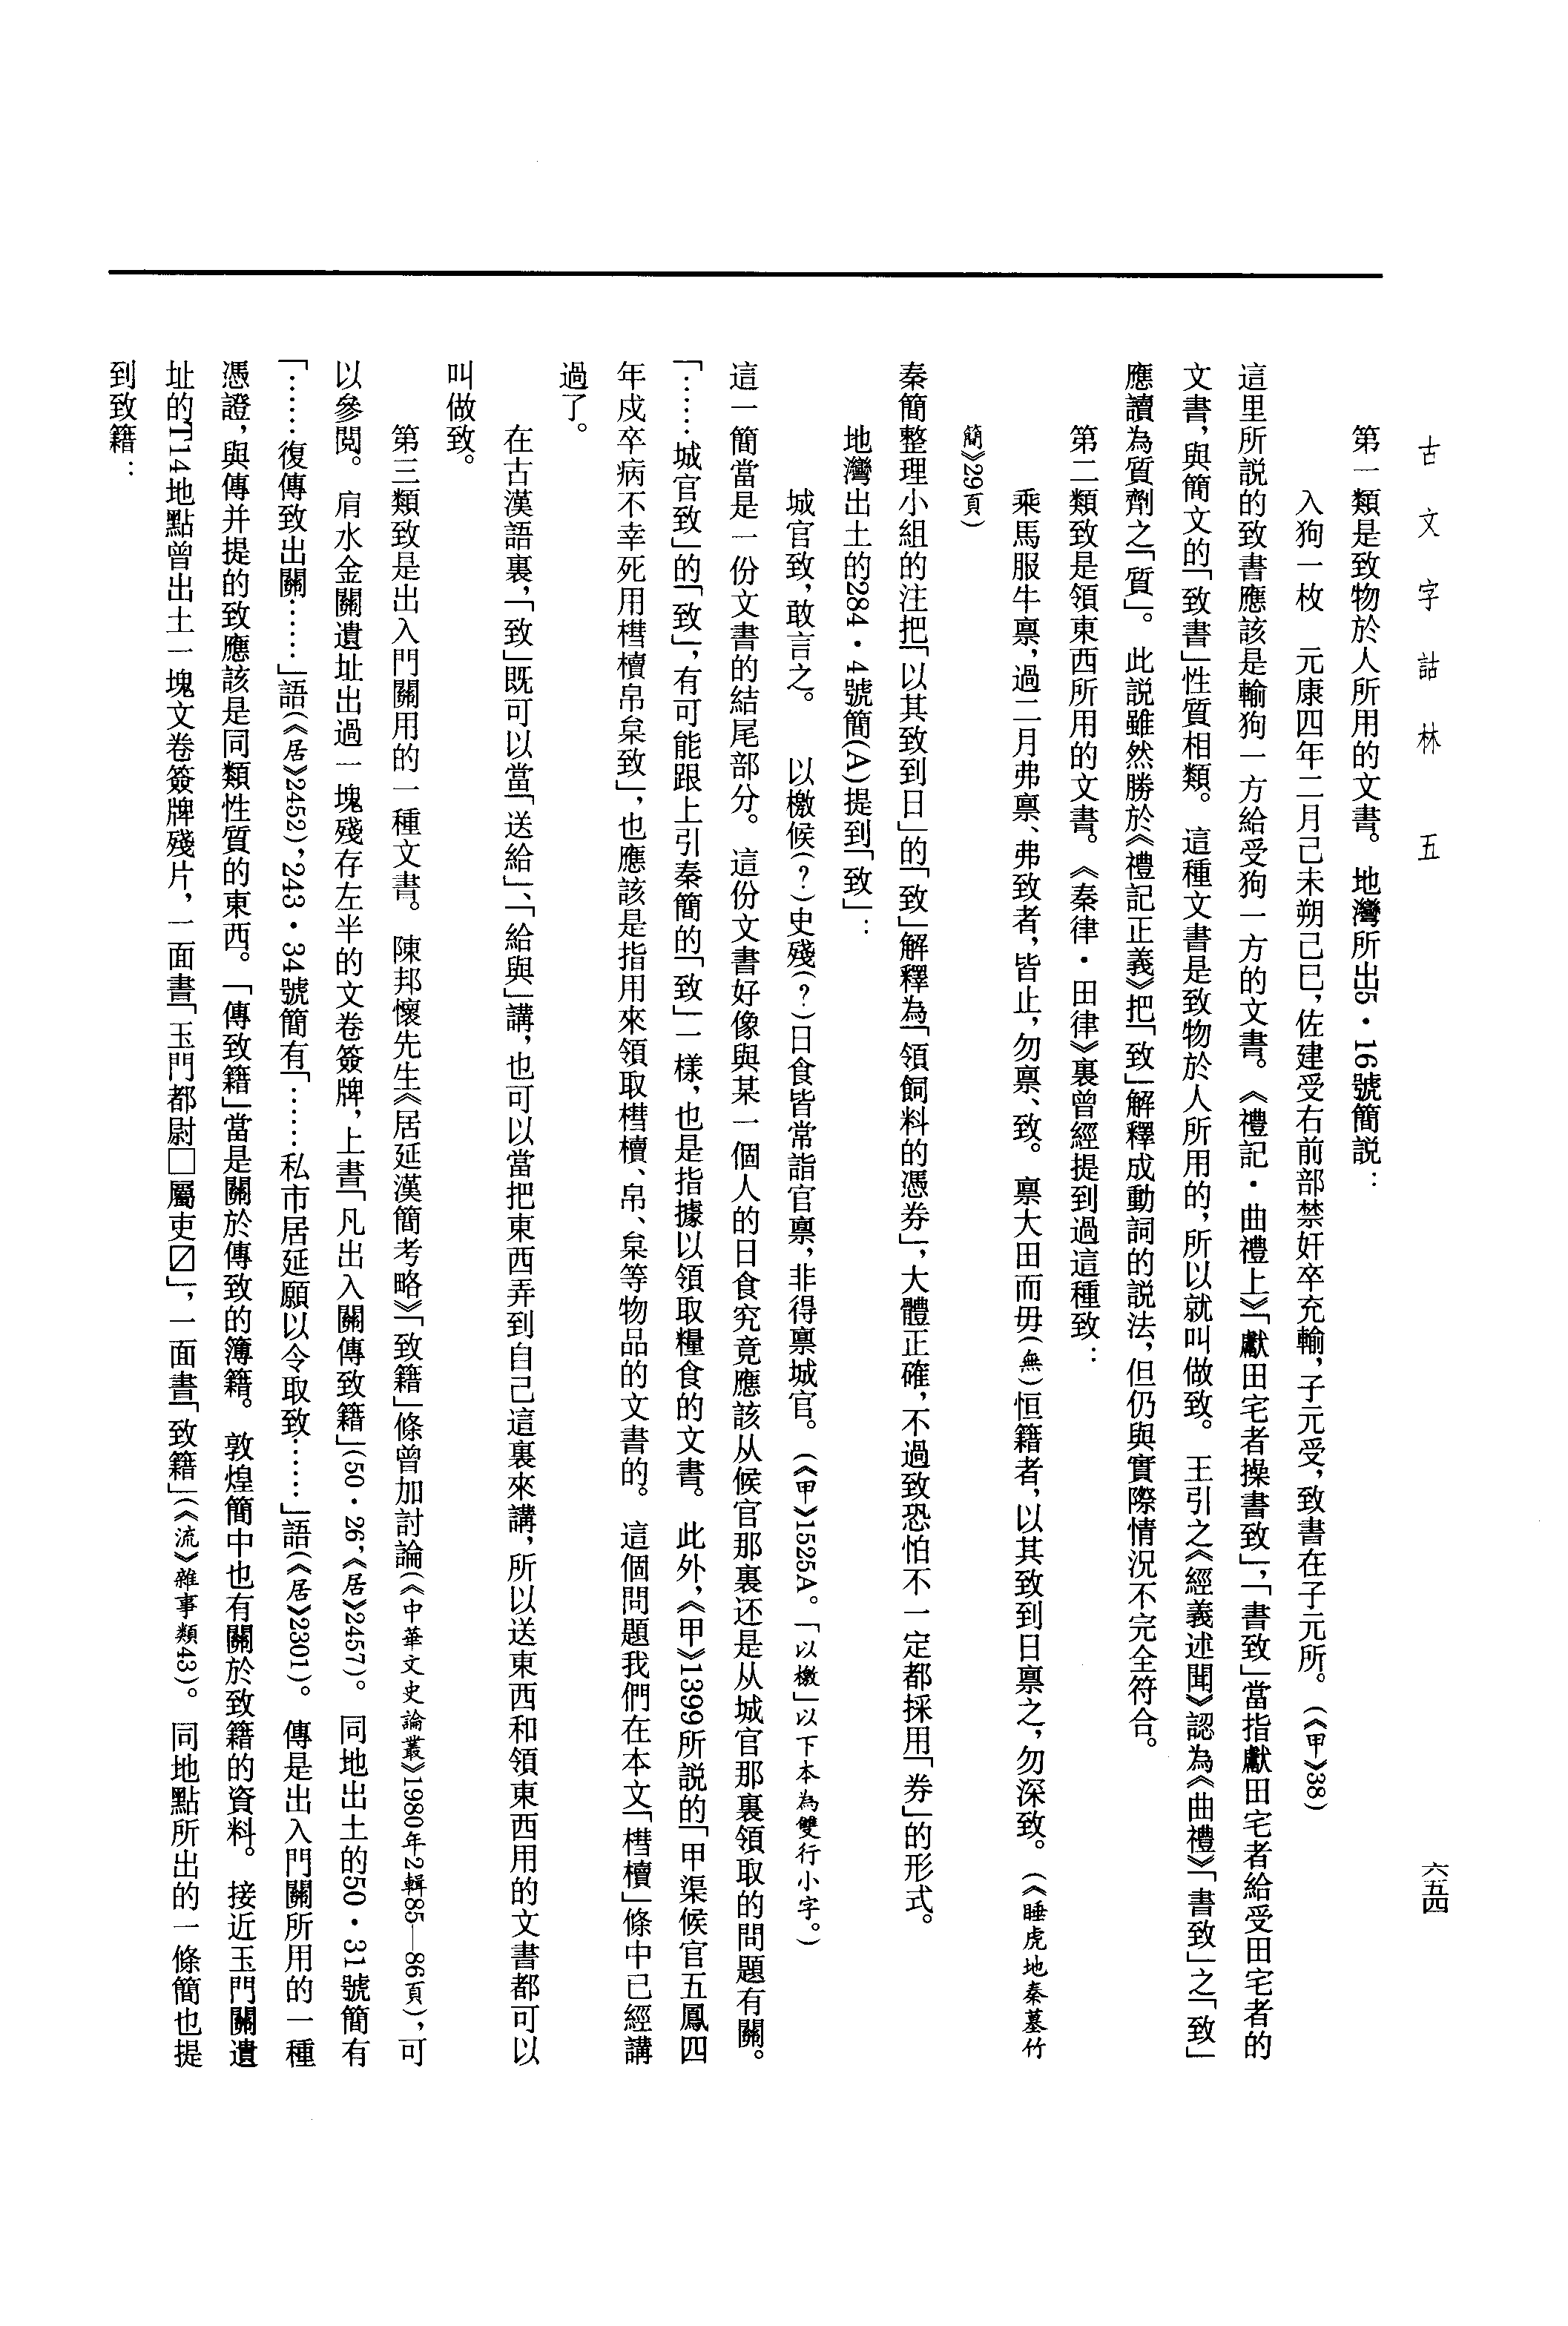 古文字詁林 五
六五四
第一類是致物於人所用的文書。地灣所出5·16號簡説：
入狗一枚　元康四年二月己未朔己巳，佐建受右前部禁奸卒充輸，子元受，致書在子元所。（《甲》38）
這里所説的致書應該是輸狗一方給受狗一方的文書。《禮記·曲禮上》「獻田宅者操書致」，「書致」當指獻田宅者給受田宅者的
文書，與簡文的「致書」性質相類。這種文書是致物於人所用的，所以就叫做致。王引之《經義述聞》認為《曲禮》「書致」之「致」
應讀為質劑之「質」。此説雖然勝於《禮記正義》把「致」解釋成動詞的説法，但仍與實際情況不完全符合。
第二類致是領東西所用的文書。《秦律·田律》裏曾經提到過這種致：
乘馬服牛禀，過二月弗禀、弗致者，皆止，勿禀、致。禀大田而毋（無）恒籍者，以其致到日禀之，勿深致。（《睡虎地秦墓竹
簡》29頁）
秦簡整理小組的注把「以其致到日」的「致」解釋為「領飼料的憑券」，大體正確，不過致恐怕不一定都採用「券」的形式。
地灣出土的284·4號簡(A)提到「致」：
城官致，敢言之。　以檄候（?）史殘（?）日食皆常詣官禀，非得禀城官。（《甲》1525A。「以檄」以下本為雙行小字。）
這一簡當是一份文書的結尾部分。這份文書好像與某一個人的日食究竟應該从候官那裏还是从城官那裏領取的問題有關。
「……城官致」的「致」，有可能跟上引秦簡的「致」一樣，也是指據以領取糧食的文書。此外，《甲》1399所説的「甲渠候官五鳳四
年戍卒病不幸死用槥櫝帛枲致」，也應該是指用來領取槥櫝、帛、枲等物品的文書的。這個問題我們在本文「槥櫝」條中已經講
過了。
在古漢語裏，「致」既可以當「送給」、「給與」講，也可以當把東西弄到自己這裏來講，所以送東西和領東西用的文書都可以
叫做致。
第三類致是出入門關用的一種文書。陳邦懷先生《居延漢簡考略》「致籍」條曾加討論（《中華文史論叢》1980年2輯85—86頁），可
以參閲。肩水金關遺址出過一塊殘存左半的文卷簽牌，上書「凡出入關傳致籍」（50·26，《居》2457）。同地出土的50·31號簡有
「……復傳致出關……」語（《居》2452），243·34號簡有「……私市居延願以令取致……」語（《居》2301）。傳是出入門關所用的一種
憑證，與傳并提的致應該是同類性質的東西。「傳致籍」當是關於傳致的簿籍。敦煌簡中也有關於致籍的資料。接近玉門關遺
址的T14地點曾出土一塊文卷簽牌殘片，一面書「玉門都尉□屬吏〼」，一面書「致籍」（《流》雜事類43）。同地點所出的一條簡也提
到致籍：